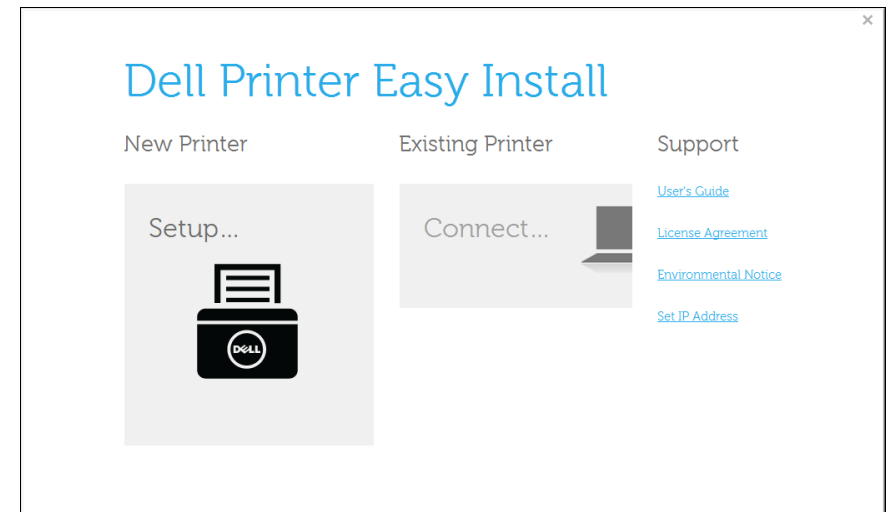 ×
Dell Printer Easy Install
New Printer
Existing Printer
Support
Setup...
Connect...
DELL
User's Guide
License Agreement
Environmental Notice
Set IP Address